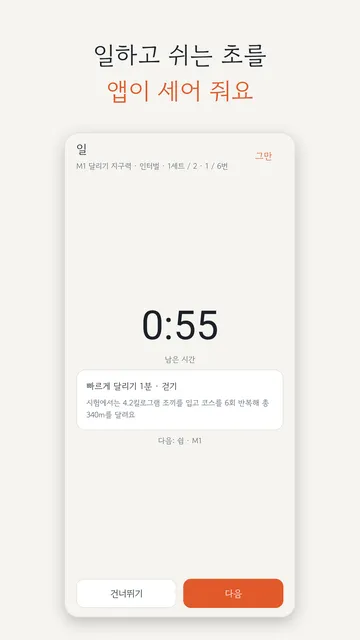 일하고 쉬는 초를
앱이 세어 줘요
일
그만
M1 달리기 지구력 · 인터벌 · 1세트 / 2 · 1 / 6번
0:55
남은 시간
빠르게 달리기 1분 · 걷기
시험에서는 4.2킬로그램 조끼를 입고 코스를 6회 반복해 총
340m를 달려요
다음: 쉼 · M1
건너뛰기
다음